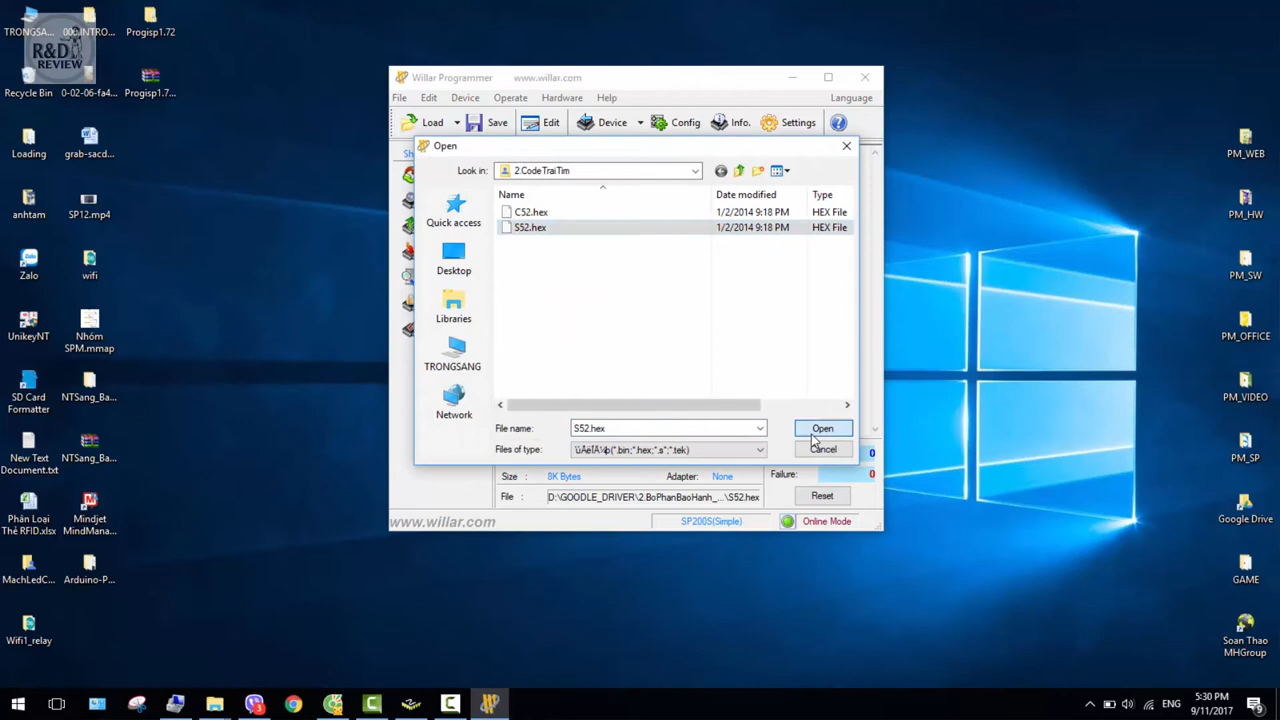 TRONGSA...
000.INTRO...
Progisp1.72
R&D
REVIEW
Recycle Bin
0-02-06-fa4...
Progisp1.7...
Loading
grab-sacd...
anhtam
SP12.mp4
Zalo
wifi
UnikeyNT
Nhóm
SPM.mmap
SD Card
Formatter
NTSang_Ba...
New Text
Document.txt
NTSang_Ba...
Phân Loại
Thẻ RFID.xlsx
Mindjet
MindMana...
MachLedC...
Arduino-P...
Wifi1_relay
Willar Programmer www.willar.com
File Edit Device Operate Hardware Help Language
Load Save Edit Device Config Info. Settings
Open
Look in: 2.CodeTraiTim
Name Date modified Type
C52.hex 1/2/2014 9:18 PM HEX File
S52.hex 1/2/2014 9:18 PM HEX File
Quick access
Desktop
Libraries
TRONGSANG
Network
File name: S52.hex Open
Files of type: (*.bin;*.hex;*.s*;*.tek) Cancel
0
Failure: 0
Size : 8K Bytes Adapter: None
File : D:\GOODLE_DRIVER\2.BoPhanBaoHanh_...\S52.hex Reset
www.willar.com SP200S(Simple) Online Mode
PM_WEB
PM_HW
PM_SW
PM_OFFICE
PM_VIDEO
PM_SP
Google Drive
GAME
Soan Thao
MHGroup
3
ENG
5:30 PM
9/11/2017
9